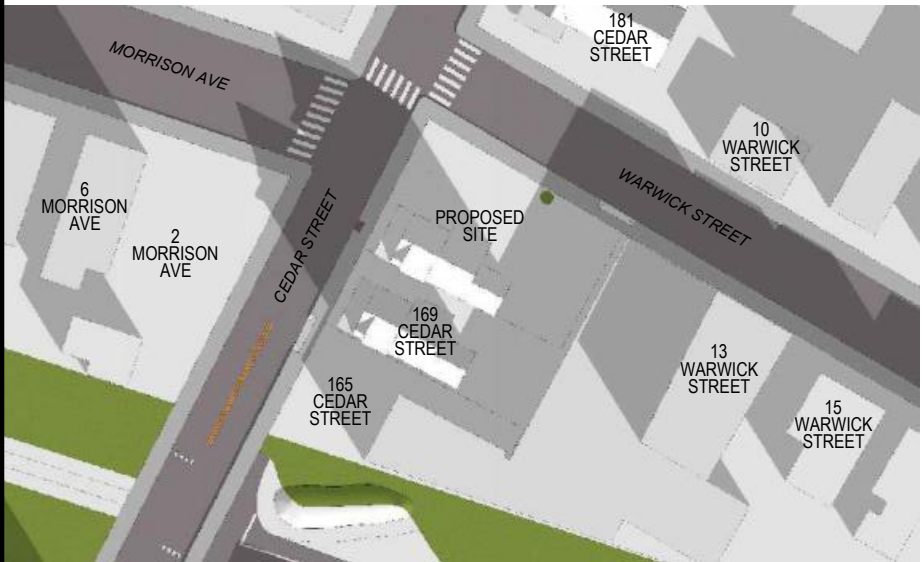 181
CEDAR
STREET
MORRISON AVE
10
WARWICK
STREET
6
MORRISON
AVE
2
MORRISON
AVE
CEDAR STREET
PROPOSED
SITE
WARWICK STREET
169
CEDAR
STREET
165
CEDAR
STREET
13
WARWICK
STREET
15
WARWICK
STREET